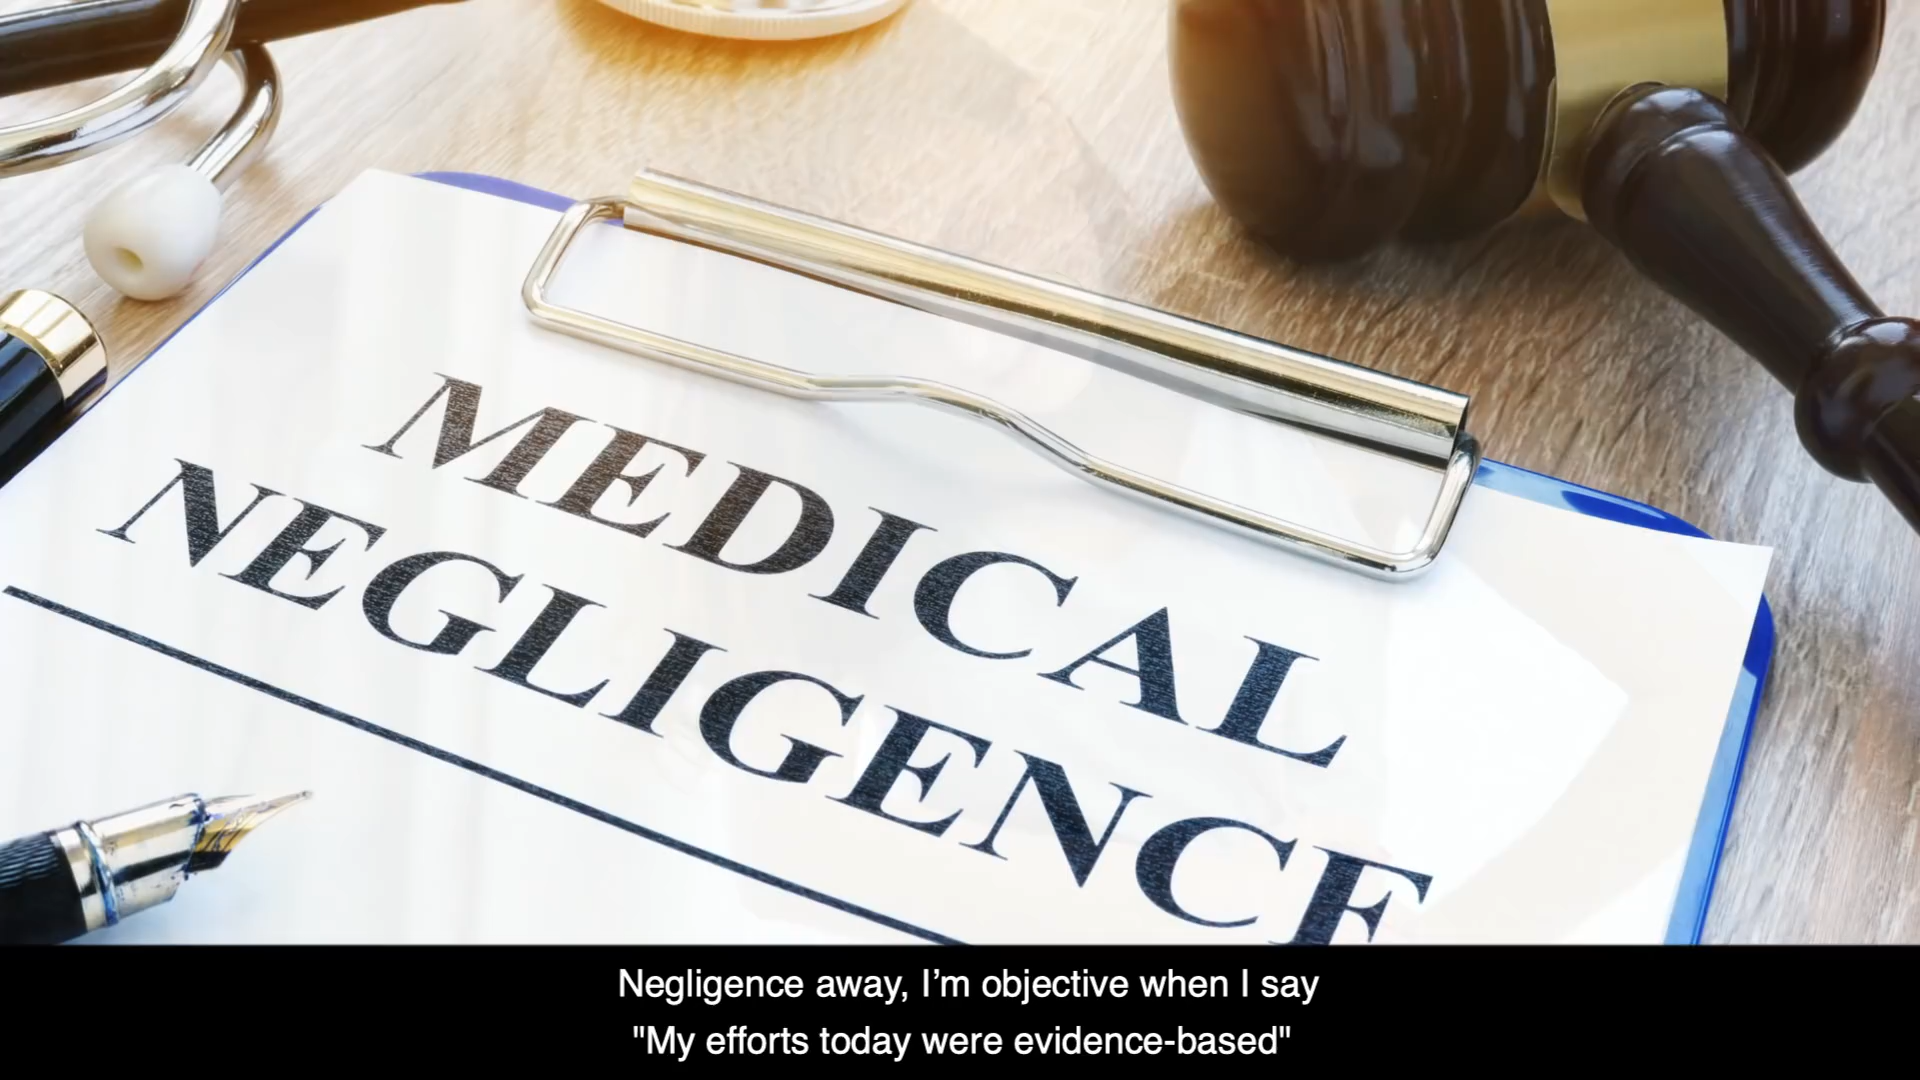 MEDICAL
NEGLIGENCE
Negligence away, I’m objective when I say
"My efforts today were evidence-based"